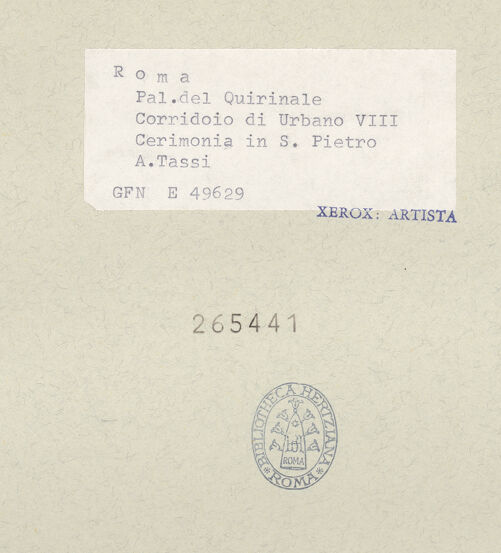 Roma
Pal.del Quirinale
Corridoio di Urbano VIII
Cerimonia in S. Pietro
A.Tassi
GFN E 49629
XEROX: ARTISTA
265441
BIBLIOTHECA HERTZIANA
ROMA
* ROMA *